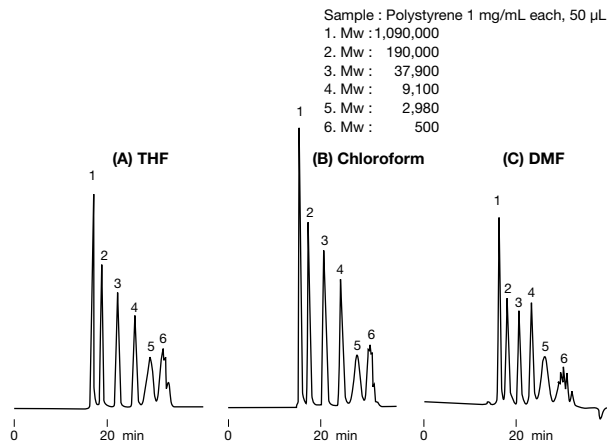 Sample : Polystyrene 1 mg/mL each, 50 µL
1. Mw : 1,090,000
2. Mw : 190,000
3. Mw : 37,900
4. Mw : 9,100
5. Mw : 2,980
6. Mw : 500
(A) THF
1
2
3
4
5
6
0
20 min
(B) Chloroform
1
2
3
4
5
6
0
20 min
(C) DMF
1
2
3
4
5
6
0
20 min